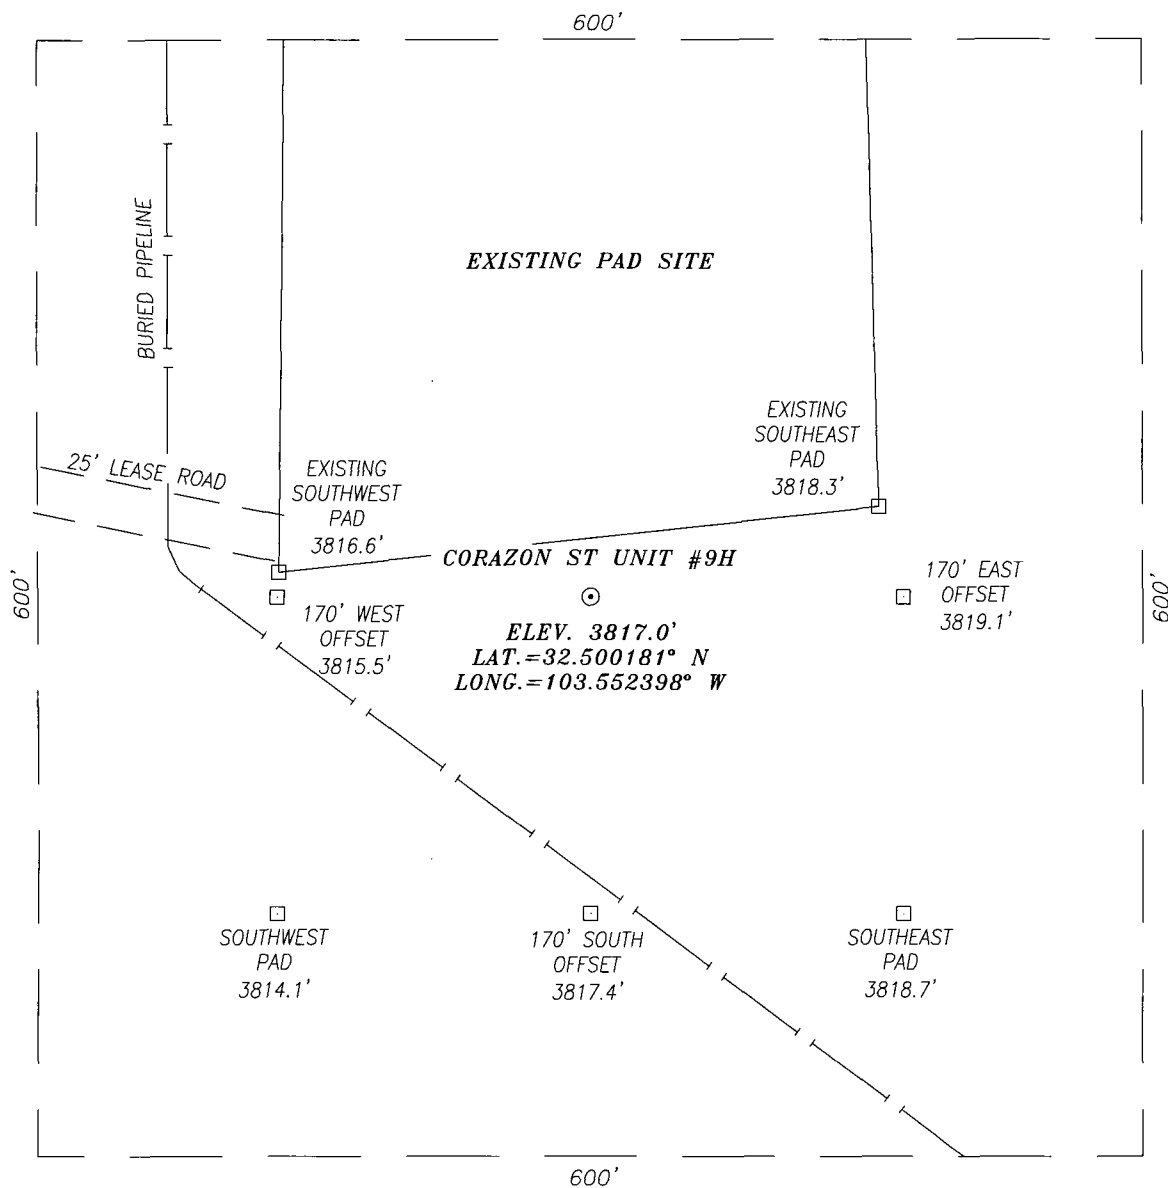 600'
BURIED PIPELINE
EXISTING PAD SITE
EXISTING
SOUTHEAST
PAD
3818.3'
25' LEASE ROAD
EXISTING
SOUTHWEST
PAD
3816.6'
CORAZON ST UNIT #9H
600'
170' WEST
OFFSET
3815.5'
ELEV. 3817.0'
LAT.=32.500181° N
LONG.=103.552398° W
170' EAST
OFFSET
3819.1'
600'
SOUTHWEST
PAD
3814.1'
170' SOUTH
OFFSET
3817.4'
SOUTHEAST
PAD
3818.7'
600'